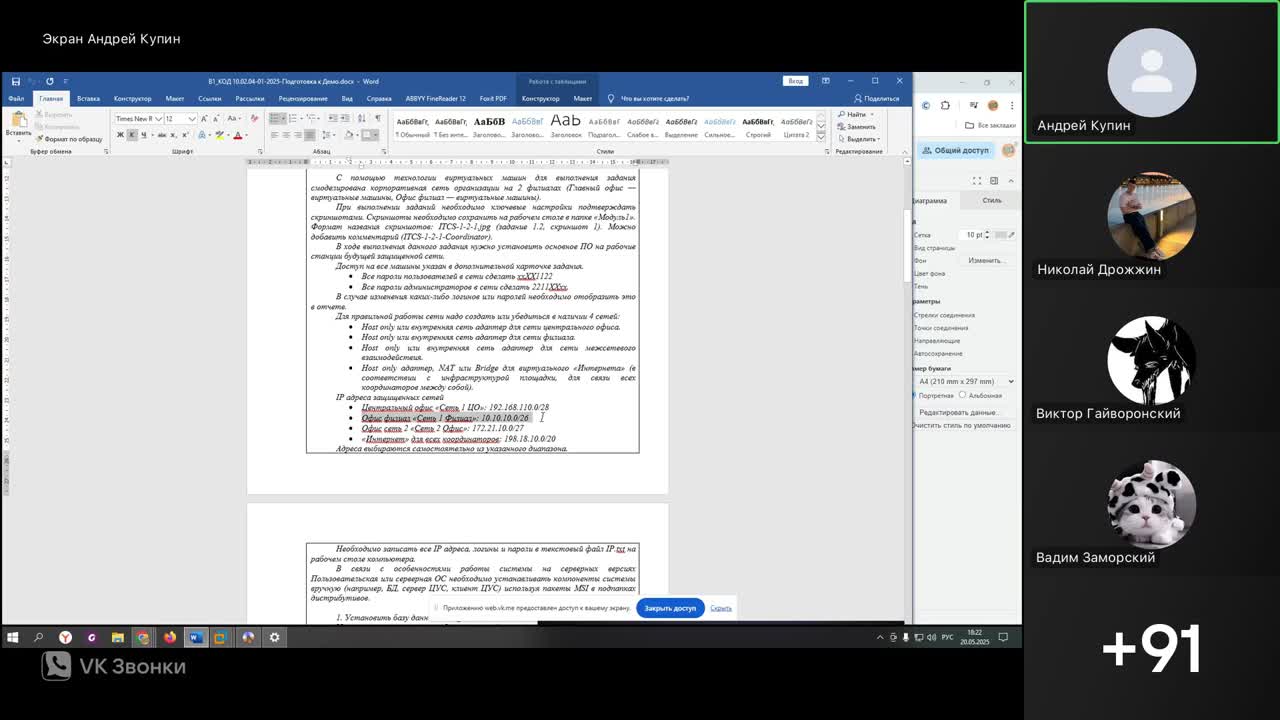 Экран Андрей Купин
В1_КОД 10.02.04-01-2025-Подготовка к Демо.docx - Word
Работа с таблицами
Вход
Файл Главная Вставка Конструктор Макет Ссылки Рассылки Рецензирование Вид Справка ABBYY FineReader 12 Foxit PDF Конструктор Макет Что вы хотите сделать? Поделиться
Вставить
Вырезать
Копировать
Формат по образцу
Буфер обмена
Times New R 12
Шрифт
Абзац
АаБбВвГг, АаБбВвГг, АаБбВ АаБбВвГг АаБ АаБбВвГг АаБбВвГг АаБбВвГг АаБбВвГг АаБбВвГг, АаБбВвГг
¶ Обычный ¶ Без инте... Заголово... Заголово... Заголовок Подзагол... Слабое в... Выделение Сильное... Строгий Цитата 2
Стили
Найти
Заменить
Выделить
Редактирование
С помощью технологии виртуальных машин для выполнения задания
смоделирована корпоративная сеть организации на 2 филиалах (Главный офис —
виртуальные машины, Офис филиал — виртуальные машины).
При выполнении заданий необходимо ключевые настройки подтверждать
скриншотами. Скриншоты необходимо сохранить на рабочем столе в папке «Модуль1».
Формат названия скриншотов: ITCS-1-2-1.jpg (задание 1.2, скриншот 1). Можно
добавить комментарий (ITCS-1-2-1-Coordinator).
В ходе выполнения данного задания нужно установить основное ПО на рабочие
станции будущей защищенной сети.
Доступ на все машины указан в дополнительной карточке задания.
• Все пароли пользователей в сети сделать xxXX1122
• Все пароли администраторов в сети сделать 2211XXxx.
В случае изменения каких-либо логинов или паролей необходимо отобразить это
в отчете.
Для правильной работы сети надо создать или убедиться в наличии 4 сетей:
• Host only или внутренняя сеть адаптер для сети центрального офиса.
• Host only или внутренняя сеть адаптер для сети филиала.
• Host only или внутренняя сеть адаптер для сети межсетевого
взаимодействия.
• Host only адаптер, NAT или Bridge для виртуального «Интернета» (в
соответствии с инфраструктурой площадки, для связи всех
координаторов между собой).
IP адреса защищенных сетей
• Центральный офис «Сеть 1 ЦО»: 192.168.110.0/28
• Офис филиал «Сеть 1 Филиал»: 10.10.10.0/26
• Офис сеть 2 «Сеть 2 Офис»: 172.21.10.0/27
• «Интернет» для всех координаторов: 198.18.10.0/20
Адреса выбираются самостоятельно из указанного диапазона.
Необходимо записать все IP адреса, логины и пароли в текстовый файл IP.txt на
рабочем столе компьютера.
В связи с особенностями работы системы на серверных версиях
Пользовательская или серверная ОС необходимо устанавливать компоненты системы
вручную (например, БД, сервер ЦУС, клиент ЦУС) используя пакеты MSI в подпапках
дистрибутивов.
1. Установить базу данн
Приложению web.vk.me предоставлен доступ к вашему экрану.
Закрыть доступ
Скрыть
Все закладки
Общий доступ
Диаграмма Стиль
Сетка 10 pt
Вид страницы
Фон Изменить...
Цвет фона
Тень
раметры
Стрелки соединения
Точки соединения
Направляющие
Автосохранение
змер бумаги
A4 (210 mm x 297 mm)
Портретная Альбомная
Редактировать данные...
Очистить стиль по умолчанию
РУС
18:22
20.05.2025
VK Звонки
Андрей Купин
Николай Дрожжин
Виктор Гайворонский
Вадим Заморский
+91